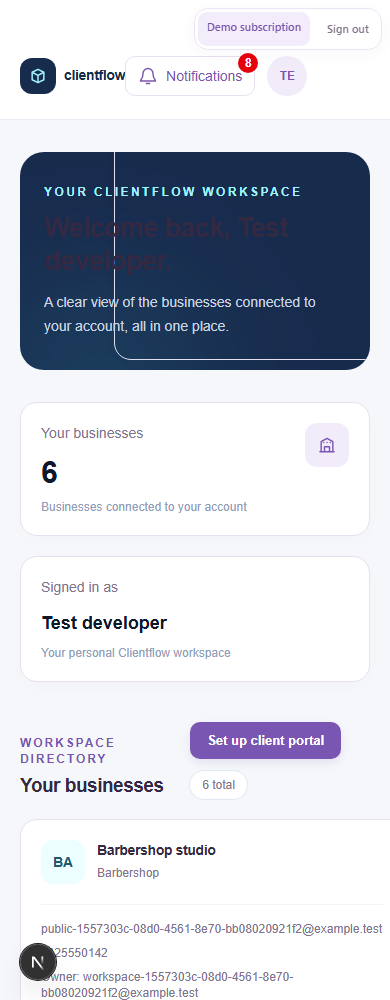 Demo subscription
Sign out
clientflow
Notifications
8
TE
YOUR CLIENTFLOW WORKSPACE
Welcome back, Test
developer.
A clear view of the businesses connected to
your account, all in one place.
Your businesses
6
Businesses connected to your account
Signed in as
Test developer
Your personal Clientflow workspace
WORKSPACE
DIRECTORY
Your businesses
Set up client portal
6 total
BA
Barbershop studio
Barbershop
public-1557303c-08d0-4561-8e70-bb08020921f2@example.test
25550142
N
Owner: workspace-1557303c-08d0-4561-8e70-
bb08020921f2@example.test